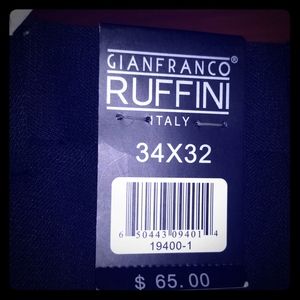 GIANFRANCO®
RUFFINI
ITALY
34X32
6 50443 09401 4
19400-1
$ 65.00